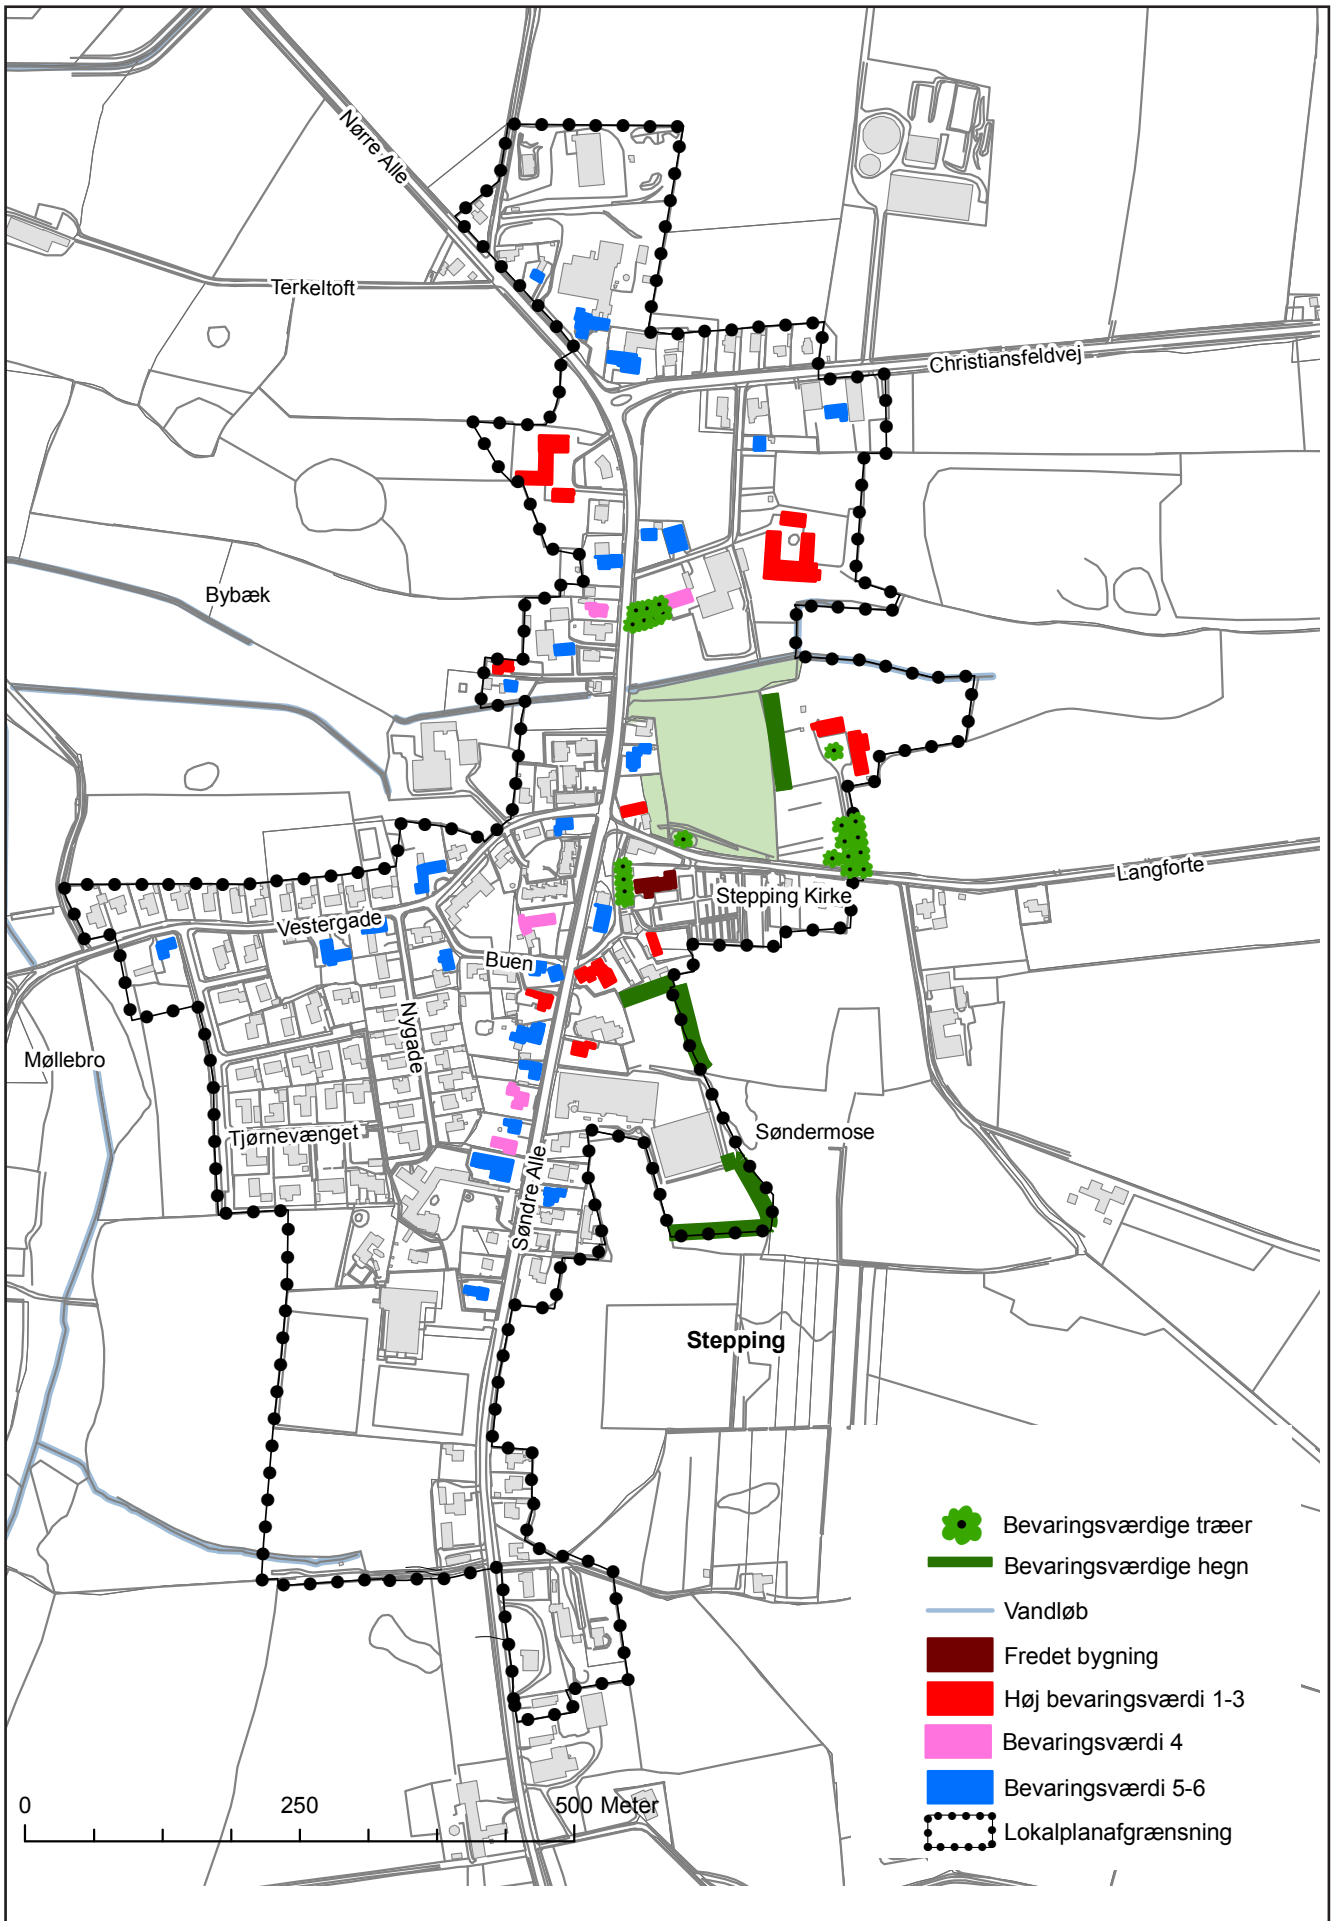 Nørre Alle
Terkeltoft
Christiansfeldvej
Bybæk
Langforte
Stepping Kirke
Vestergade
Buen
Nygade
Møllebro
Tjørnevænget
Søndermose
Søndre Alle
Stepping
Bevaringsværdige træer
Bevaringsværdige hegn
Vandløb
Fredet bygning
Høj bevaringsværdi 1-3
Bevaringsværdi 4
Bevaringsværdi 5-6
Lokalplanafgrænsning
0 250 500 Meter